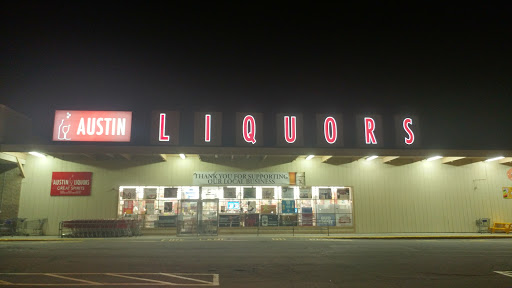 AUSTIN
LIQUORS
THANK YOU FOR SUPPORTING
OUR LOCAL BUSINESS
AUSTIN LIQUORS
GREAT SPIRITS